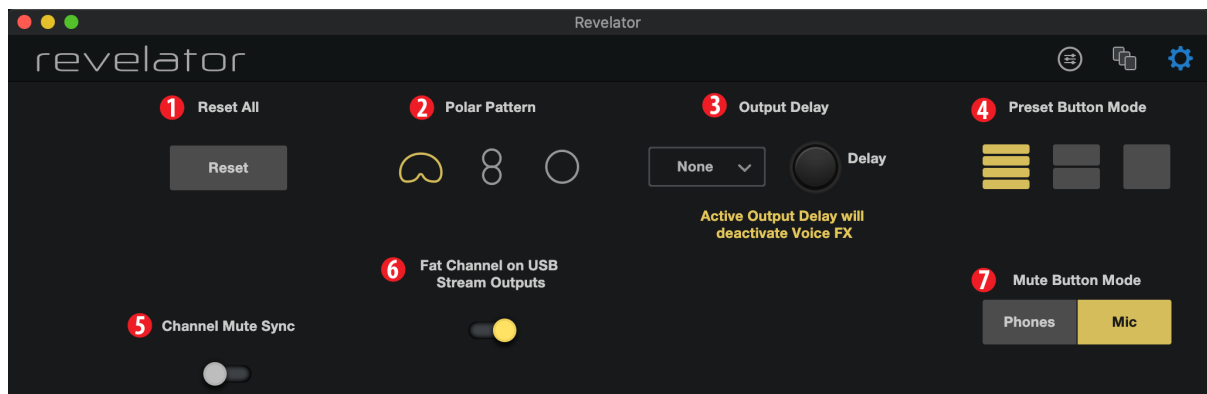 Revelator
revelator
1 Reset All
2 Polar Pattern
3 Output Delay
4 Preset Button Mode
Reset
None
Delay
Active Output Delay will
deactivate Voice FX
6 Fat Channel on USB
Stream Outputs
7 Mute Button Mode
Phones Mic
5 Channel Mute Sync